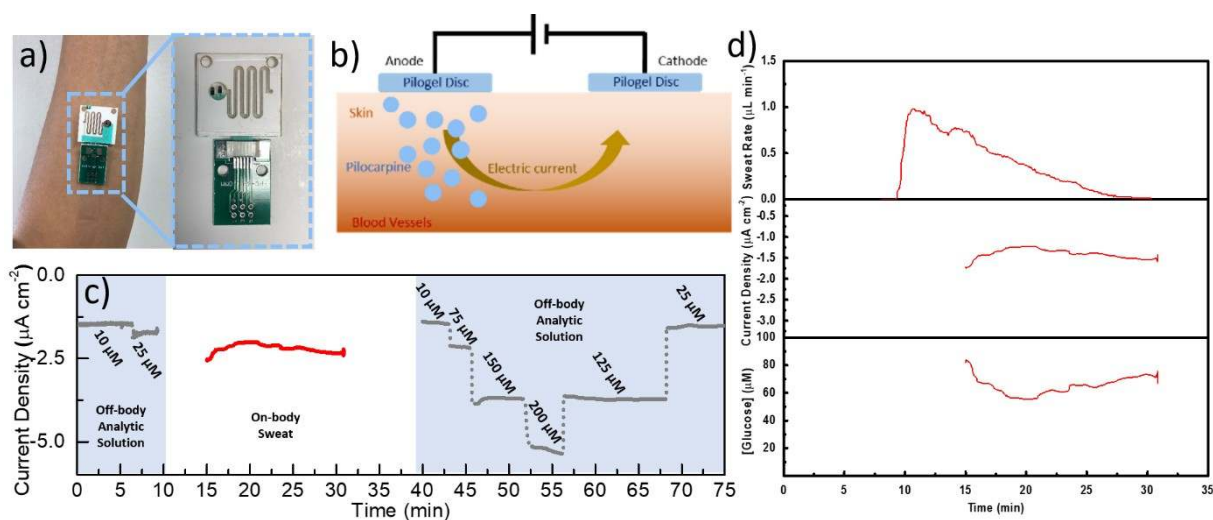 a)
b)
Anode
Cathode
Pilogel Disc
Pilogel Disc
Skin
Pilocarpine
Electric current
Blood Vessels
c)
Current Density (μA cm-2)
0.0
-2.5
-5.0
10 μM
25 μM
Off-body
Analytic
Solution
On-body
Sweat
10 μM
75 μM
150 μM
200 μM
125 μM
25 μM
Off-body
Analytic
Solution
0 5 10 15 20 25 30 35 40 45 50 55 60 65 70 75
Time (min)
d)
Sweat Rate (μL min-1)
1.5
1.0
0.5
0.0
Current Density (μA cm-2)
-0.5
-1.0
-1.5
-2.0
-2.5
-3.0
[Glucose] (μM)
100
80
60
40
20
0 5 10 15 20 25 30 35
Time (min)